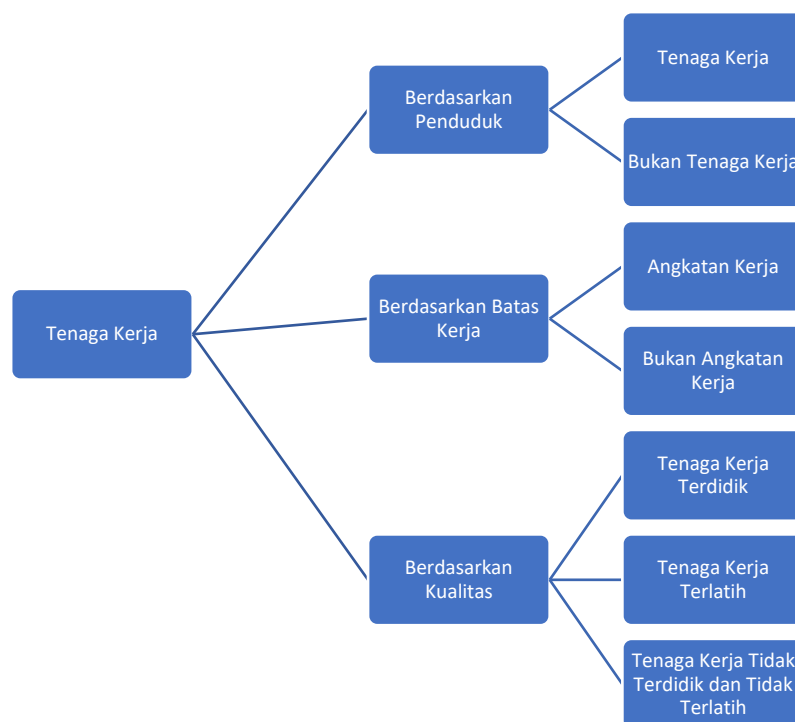 Tenaga Kerja
Berdasarkan
Penduduk
Tenaga Kerja
Bukan Tenaga Kerja
Berdasarkan Batas
Kerja
Angkatan Kerja
Bukan Angkatan
Kerja
Berdasarkan
Kualitas
Tenaga Kerja
Terdidik
Tenaga Kerja
Terlatih
Tenaga Kerja Tidak
Terdidik dan Tidak
Terlatih